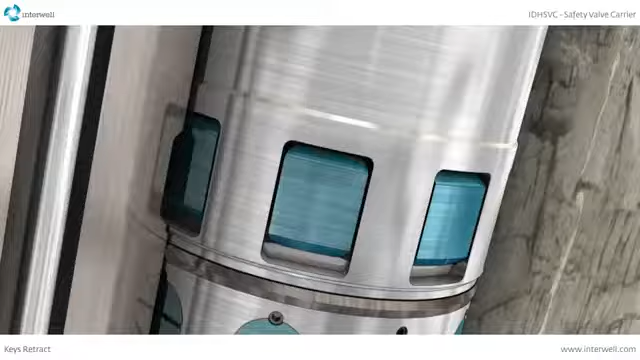 interwell
IDHSVC - Safety Valve Carrier
Keys Retract
www.interwell.com